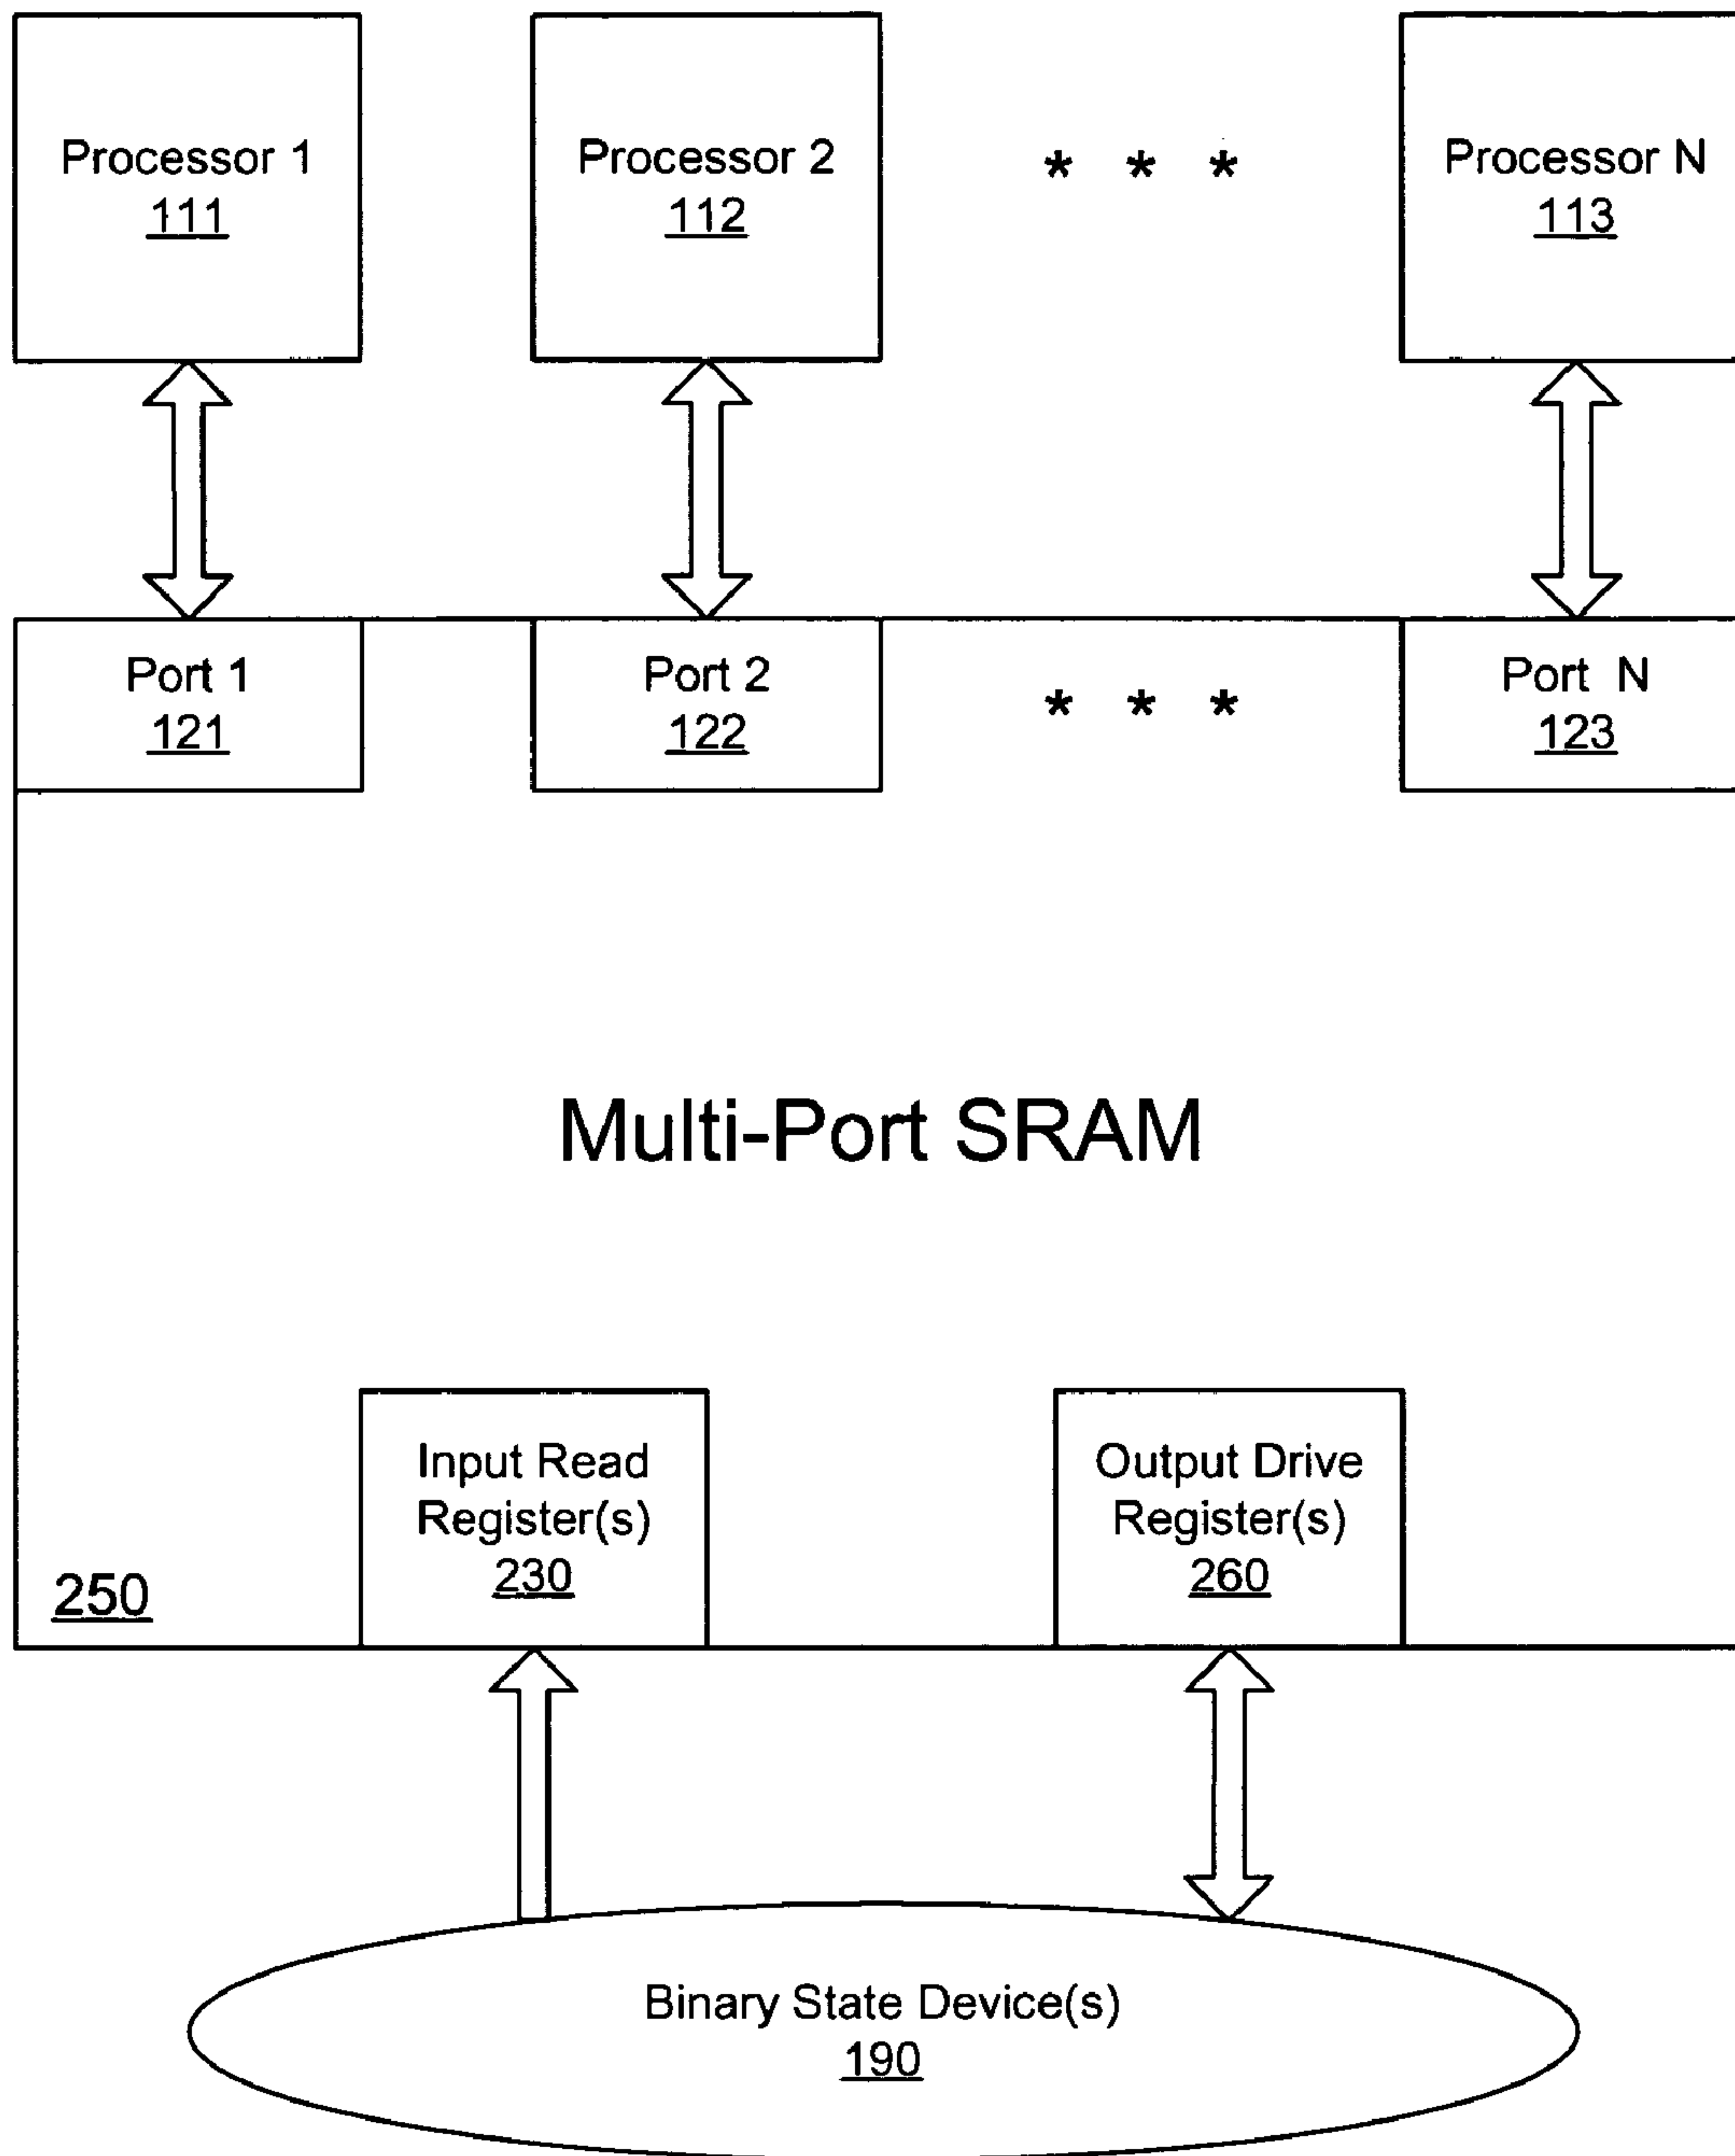 Processor 1
111
Processor 2
112
* * *
Processor N
113
Port 1
121
Port 2
122
* * *
Port N
123
Multi-Port SRAM
Input Read
Register(s)
230
Output Drive
Register(s)
260
250
Binary State Device(s)
190